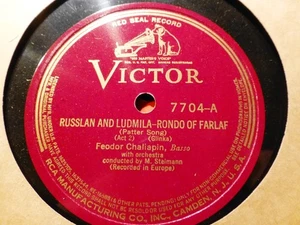 RED SEAL RECORD
"HIS MASTER'S VOICE"
VICTOR
7704-A
RUSSLAN AND LUDMILA-RONDO OF FARLAF
(Patter Song)
(Act 2) (Glinka)
Feodor Chaliapin, Basso
with orchestra
conducted by M. Steimann
(Recorded in Europe)
RCA MANUFACTURING CO., INC., CAMDEN, N. J., U. S. A.